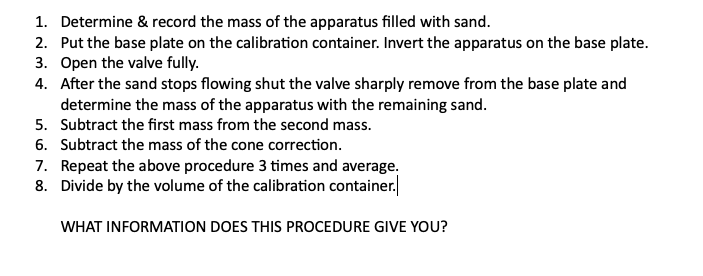 1. Determine & record the mass of the apparatus filled with sand.
2. Put the base plate on the calibration container. Invert the apparatus on the base plate.
3. Open the valve fully.
4. After the sand stops flowing shut the valve sharply remove from the base plate and
determine the mass of the apparatus with the remaining sand.
5. Subtract the first mass from the second mass.
6. Subtract the mass of the cone correction.
7. Repeat the above procedure 3 times and average.
8. Divide by the volume of the calibration container.
WHAT INFORMATION DOES THIS PROCEDURE GIVE YOU?